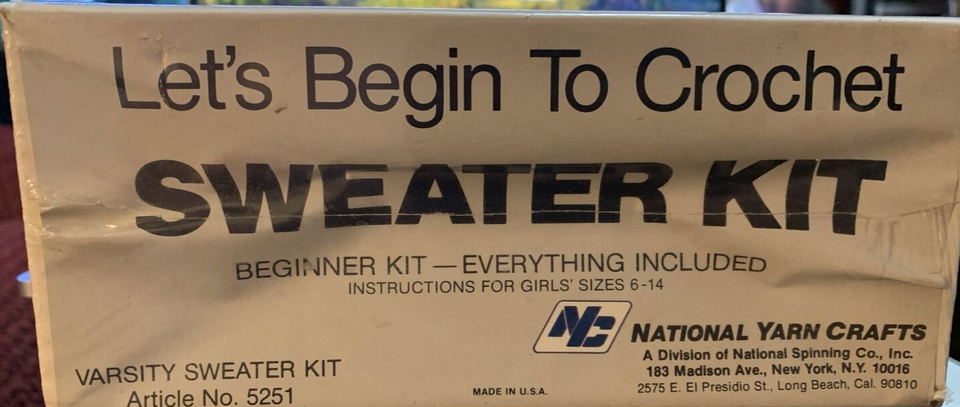 Let's Begin To Crochet
SWEATER KIT
BEGINNER KIT — EVERYTHING INCLUDED
INSTRUCTIONS FOR GIRLS' SIZES 6-14
NYC
NATIONAL YARN CRAFTS
A Division of National Spinning Co., Inc.
183 Madison Ave., New York, N.Y. 10016
2575 E. El Presidio St., Long Beach, Cal. 90810
VARSITY SWEATER KIT
Article No. 5251
MADE IN U.S.A.